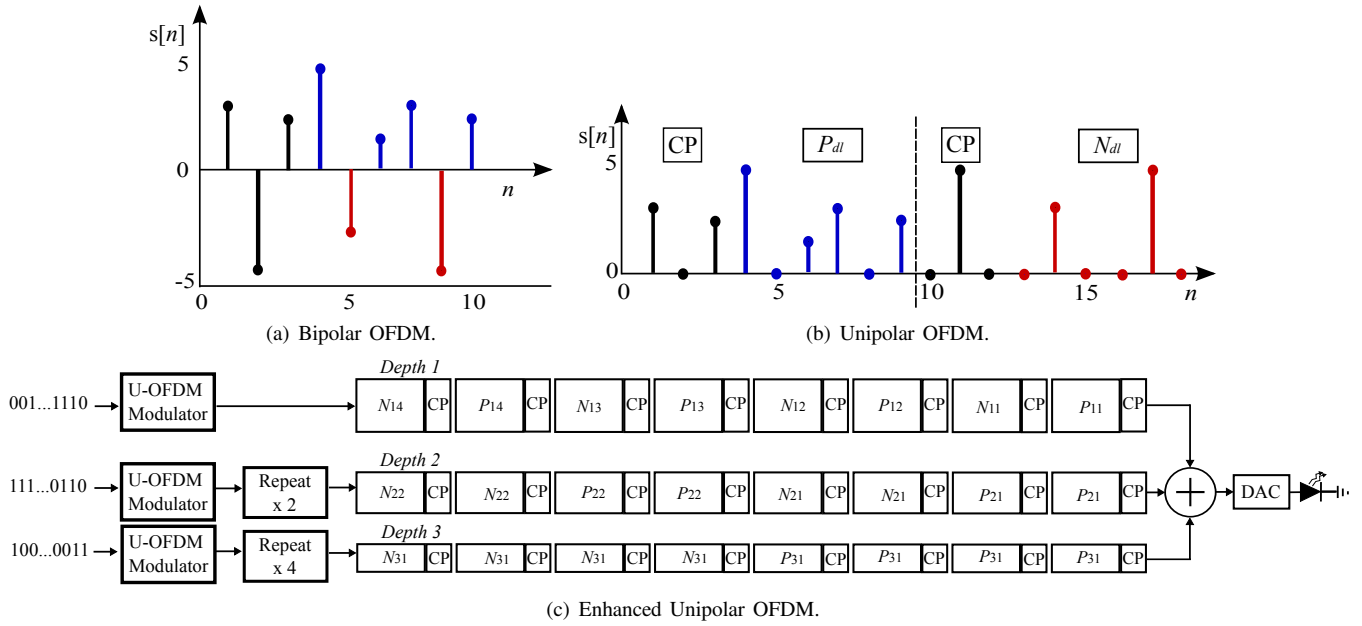 s[n]
5
0
n
-5
0
5
10
(a) Bipolar OFDM.
s[n]
CP
P_dl
CP
N_dl
5
0
0
5
10
15
n
(b) Unipolar OFDM.
Depth 1
001...1110
U-OFDM
Modulator
N14 CP P14 CP N13 CP P13 CP N12 CP P12 CP N11 CP P11 CP
Depth 2
111...0110
U-OFDM
Modulator
Repeat
x 2
N22 CP N22 CP P22 CP P22 CP N21 CP N21 CP P21 CP P21 CP
+
DAC
Depth 3
100...0011
U-OFDM
Modulator
Repeat
x 4
N31 CP N31 CP N31 CP N31 CP P31 CP P31 CP P31 CP P31 CP
(c) Enhanced Unipolar OFDM.